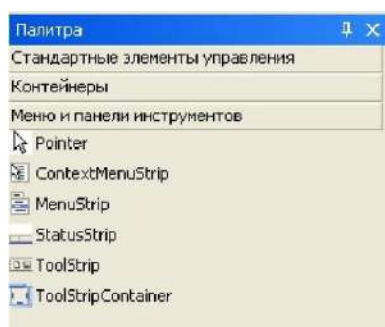 Палитра
Стандартные элементы управления
Контейнеры
Меню и панели инструментов
Pointer
ContextMenuStrip
MenuStrip
StatusStrip
ToolStrip
ToolStripContainer